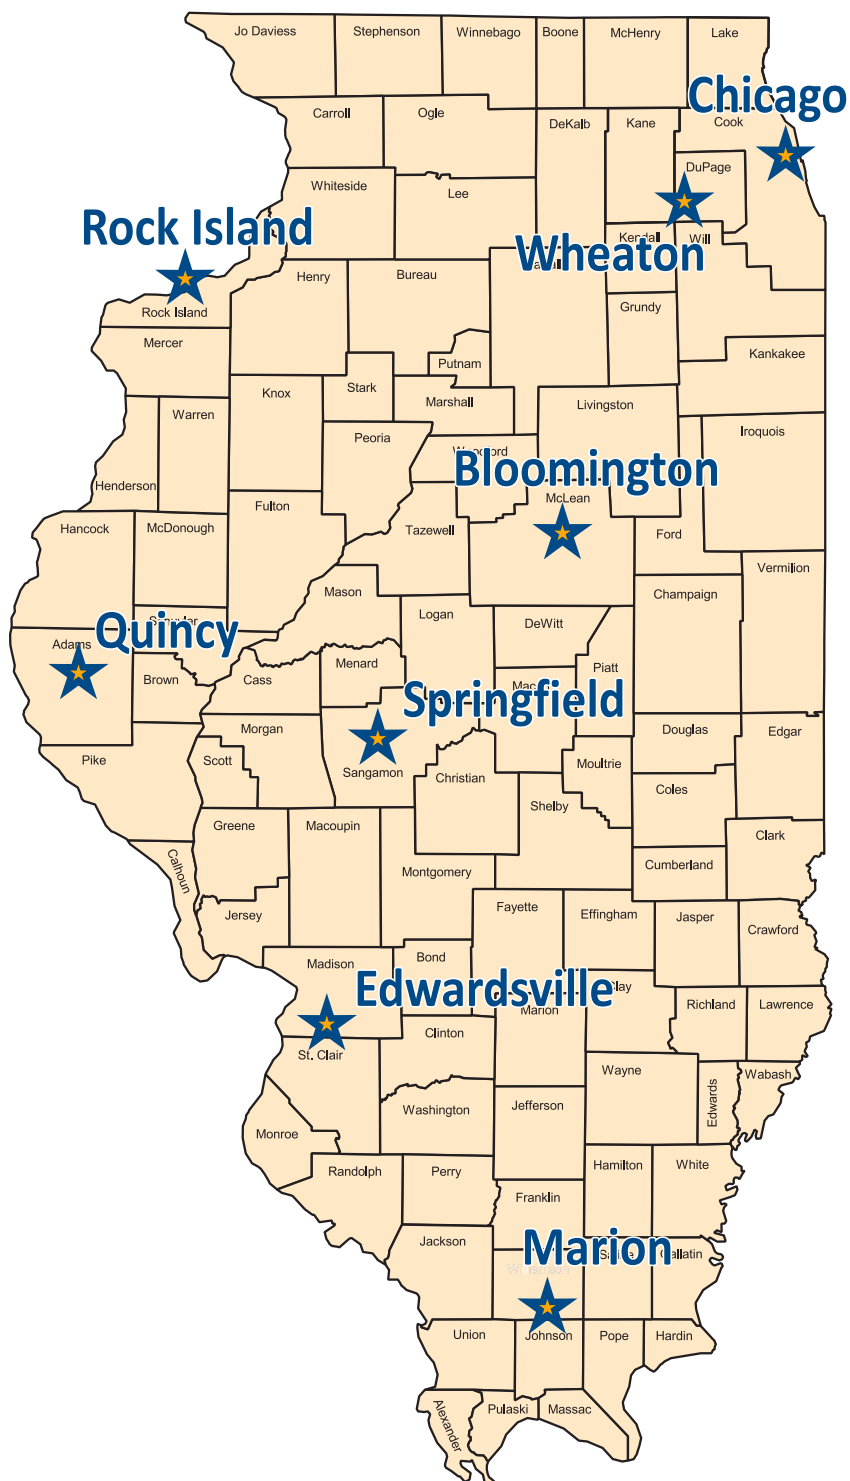 Jo Daviess
Stephenson
Winnebago
Boone
McHenry
Lake
Chicago
Carroll
Ogle
DeKalb
Kane
Cook
DuPage
Whiteside
Lee
Rock Island
Kendall
Will
Wheaton
Henry
Bureau
Rock Island
Grundy
Mercer
Putnam
Kankakee
Stark
Knox
Marshall
Livingston
Warren
Peoria
Iroquois
Bloomington
Henderson
McLean
Fulton
Hancock
McDonough
Tazewell
Ford
Vermilion
Mason
Champaign
Logan
DeWitt
Quincy
Adams
Menard
Piatt
Cass
Brown
Springfield
Morgan
Douglas
Edgar
Pike
Scott
Sangamon
Christian
Moultrie
Coles
Shelby
Greene
Macoupin
Clark
Calhoun
Cumberland
Montgomery
Fayette
Jersey
Effingham
Jasper
Crawford
Bond
Madison
Edwardsville
Clay
Marion
Richland
Lawrence
Clinton
St. Clair
Wayne
Wabash
Edwards
Washington
Jefferson
Monroe
Hamilton
White
Randolph
Perry
Franklin
Jackson
Marion
Gallatin
Union
Johnson
Pope
Hardin
Pulaski
Massac
Alexander